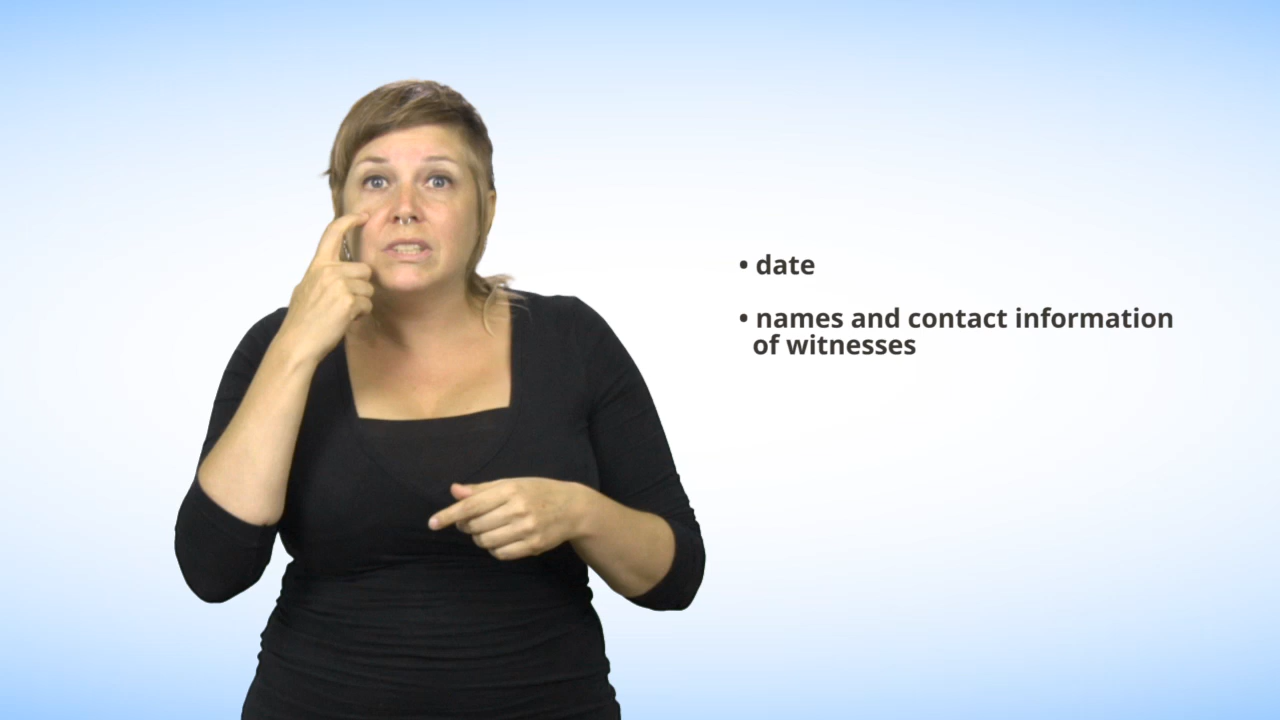 • date
• names and contact information
of witnesses